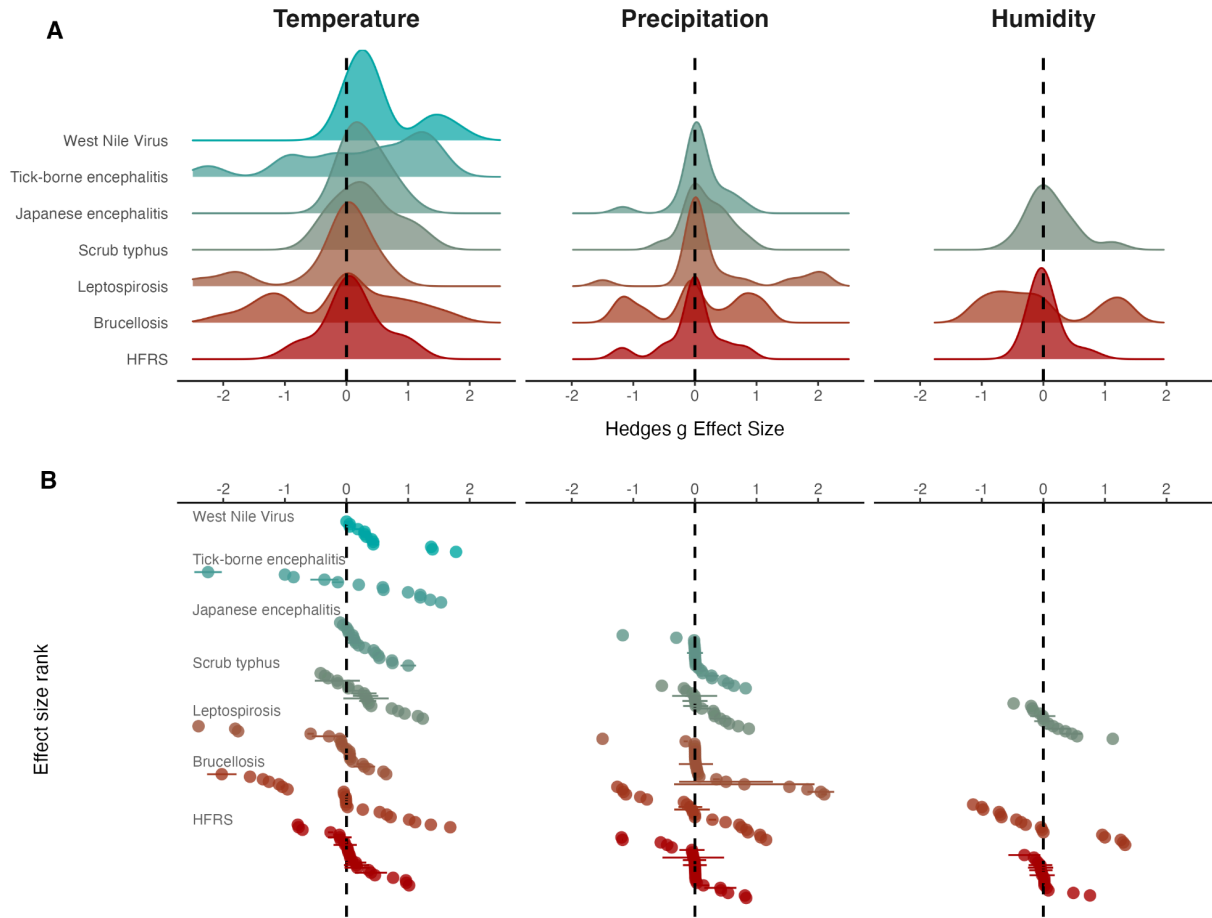 Temperature Precipitation Humidity
A
West Nile Virus
Tick-borne encephalitis
Japanese encephalitis
Scrub typhus
Leptospirosis
Brucellosis
HFRS
-2 -1 0 1 2 -2 -1 0 1 2 -2 -1 0 1 2
Hedges g Effect Size
B
-2 -1 0 1 2 -2 -1 0 1 2 -2 -1 0 1 2
West Nile Virus
Tick-borne encephalitis
Japanese encephalitis
Scrub typhus
Leptospirosis
Brucellosis
HFRS
Effect size rank